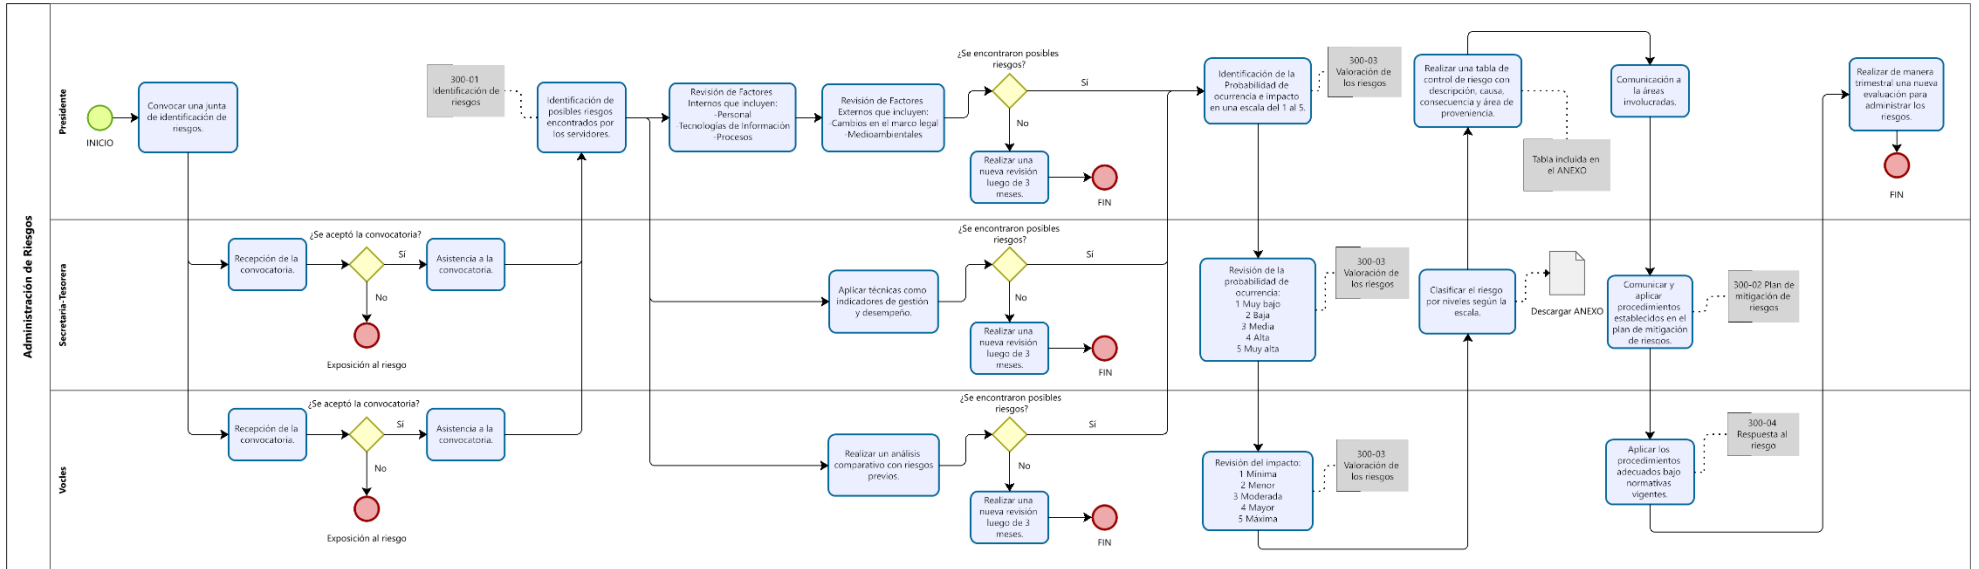 Administración de Riesgos
Presidente
INICIO
Convocar una junta
de identificación de
riesgos.
300-01
Identificación de
riesgos
Identificación de
posibles riesgos
encontrados por
los servidores.
Revisión de Factores
Internos que incluyen:
-Personal
-Tecnologías de Información
-Procesos
Revisión de Factores
Externos que incluyen:
-Cambios en el marco legal
-Medioambientales
¿Se encontraron posibles
riesgos?
Sí
No
Realizar una
nueva revisión
luego de 3
meses.
FIN
Identificación de la
Probabilidad de
ocurrencia e impacto
en una escala del 1 al 5.
300-03
Valoración de
los riesgos
Realizar una tabla de
control de riesgo con
descripción, causa,
consecuencia y área de
proveniencia.
Tabla incluida en
el ANEXO
Comunicación a
la áreas
involucradas.
Realizar de manera
trimestral una nueva
evaluación para
administrar los
riesgos.
FIN
Secretaria-Tesorera
Recepción de la
convocatoria.
¿Se aceptó la convocatoria?
Sí
No
Exposición al riesgo
Asistencia a la
convocatoria.
Aplicar técnicas como
indicadores de gestión
y desempeño.
¿Se encontraron posibles
riesgos?
Sí
No
Realizar una
nueva revisión
luego de 3
meses.
FIN
Revisión de la
probabilidad de
ocurrencia:
1 Muy bajo
2 Baja
3 Media
4 Alta
5 Muy alta
300-03
Valoración de
los riesgos
Clasificar el riesgo
por niveles según la
escala.
Descargar ANEXO
Comunicar y
aplicar
procedimientos
establecidos en el
plan de mitigación
de riesgos.
300-02 Plan de
mitigación de
riesgos
Vocles
Recepción de la
convocatoria.
¿Se aceptó la convocatoria?
Sí
No
Exposición al riesgo
Asistencia a la
convocatoria.
Realizar un análisis
comparativo con riesgos
previos.
¿Se encontraron posibles
riesgos?
Sí
No
Realizar una
nueva revisión
luego de 3
meses.
FIN
Revisión del impacto:
1 Mínima
2 Menor
3 Moderada
4 Mayor
5 Máxima
300-03
Valoración de
los riesgos
Aplicar los
procedimientos
adecuados bajo
normativas
vigentes.
300-04
Respuesta al
riesgo